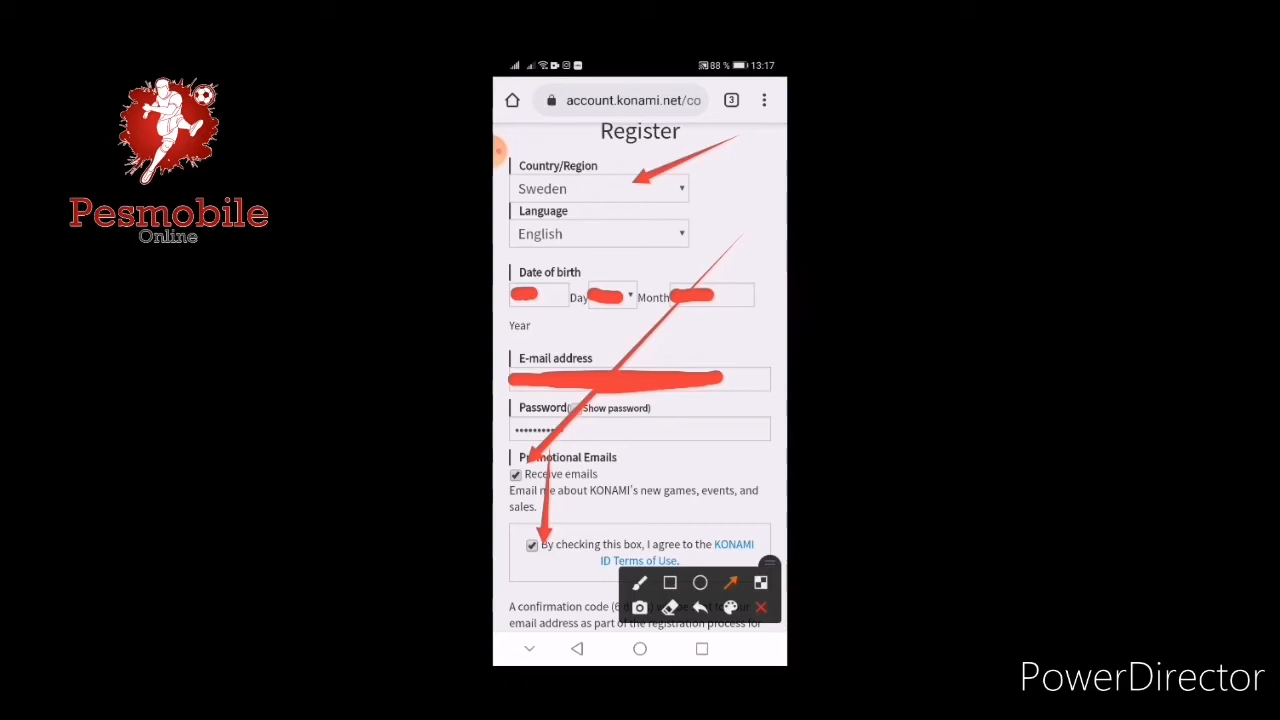 88 % 13:17
account.konami.net/co
3
Register
Country/Region
Sweden
Language
English
Date of birth
Day
Month
Year
E-mail address
Password( Show password)
Promotional Emails
Receive emails
Email me about KONAMI's new games, events, and
sales.
By checking this box, I agree to the KONAMI
ID Terms of Use.
A confirmation code (6
email address as part of the registration process for
Pesmobile
Online
PowerDirector